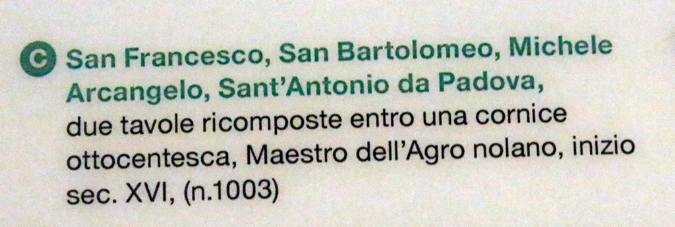 C San Francesco, San Bartolomeo, Michele
Arcangelo, Sant'Antonio da Padova,
due tavole ricomposte entro una cornice
ottocentesca, Maestro dell'Agro nolano, inizio
sec. XVI, (n.1003)